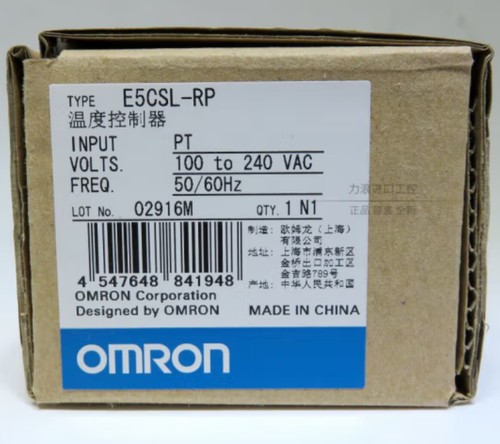 TYPE E5CSL-RP
温度控制器
INPUT PT
VOLTS. 100 to 240 VAC
FREQ. 50/60Hz
LOT No. 02916M QTY. 1 N1
制造: 欧姆龙(上海)
有限公司
地址: 上海市浦东新区
金桥出口加工区
金吉路789号
产地: 中华人民共和国
4 547648 841948
OMRON Corporation
Designed by OMRON MADE IN CHINA
OMRON